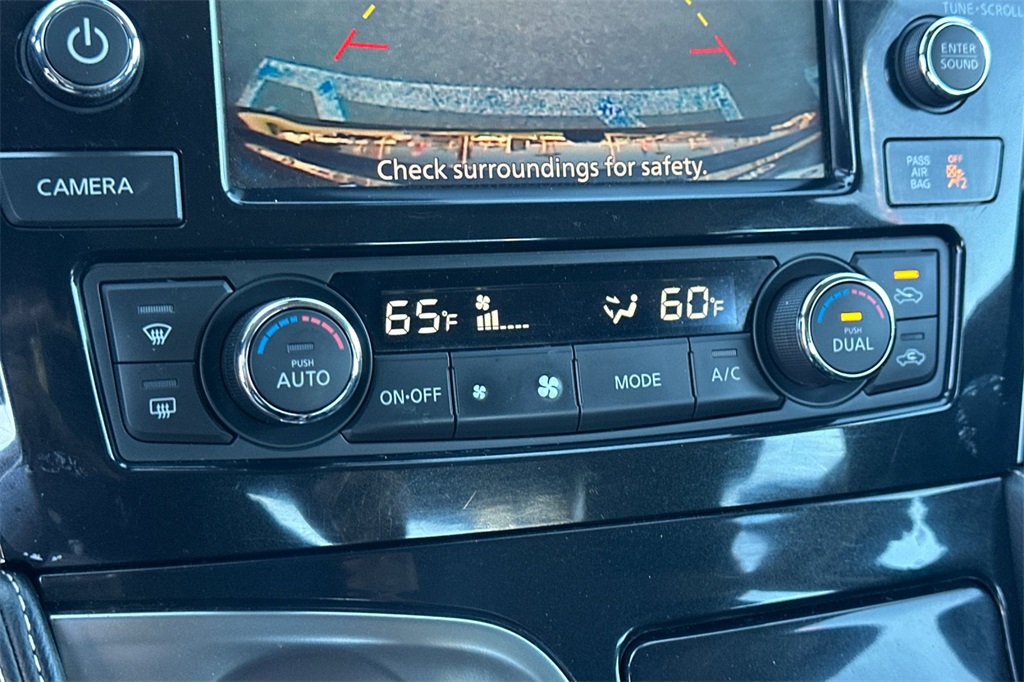 TUNE·SCROLL
ENTER
SOUND
CAMERA
Check surroundings for safety.
PASS
AIR
BAG
OFF
2
65°F
60°F
PUSH
AUTO
ON·OFF
MODE
A/C
PUSH
DUAL